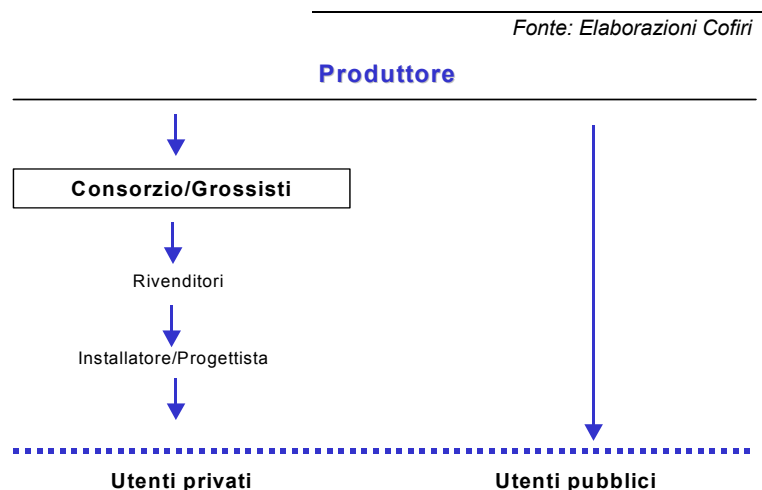 Fonte: Elaborazioni Cofiri
Produttore
Consorzio/Grossisti
Rivenditori
Installatore/Progettista
Utenti privati
Utenti pubblici